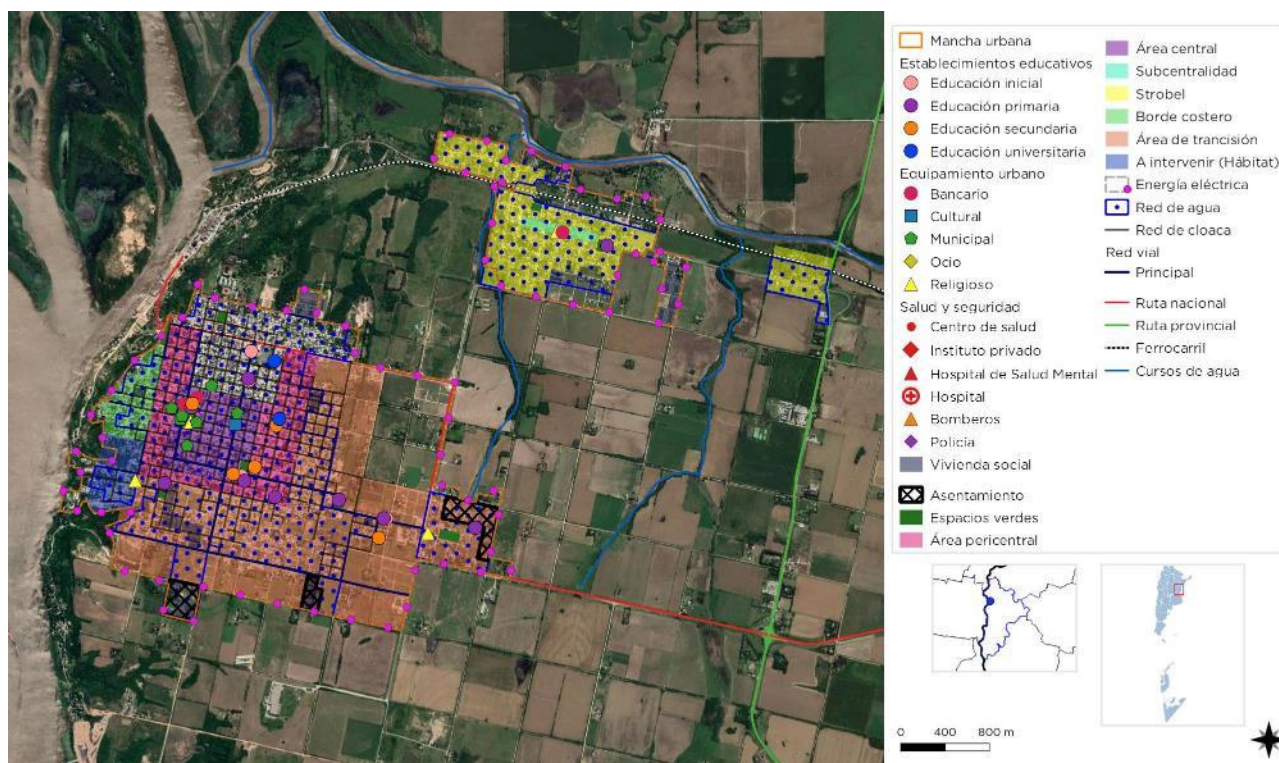 Mancha urbana
Establecimientos educativos
Educación inicial
Educación primaria
Educación secundaria
Educación universitaria
Equipamiento urbano
Bancario
Cultural
Municipal
Ocio
Religioso
Salud y seguridad
Centro de salud
Instituto privado
Hospital de Salud Mental
Hospital
Bomberos
Policía
Vivienda social
Asentamiento
Espacios verdes
Área pericentral
Área central
Subcentralidad
Strobel
Borde costero
Área de trancisión
A intervenir (Hábitat)
Energía eléctrica
Red de agua
Red de cloaca
Red vial
Principal
Ruta nacional
Ruta provincial
Ferrocarril
Cursos de agua
0 400 800 m